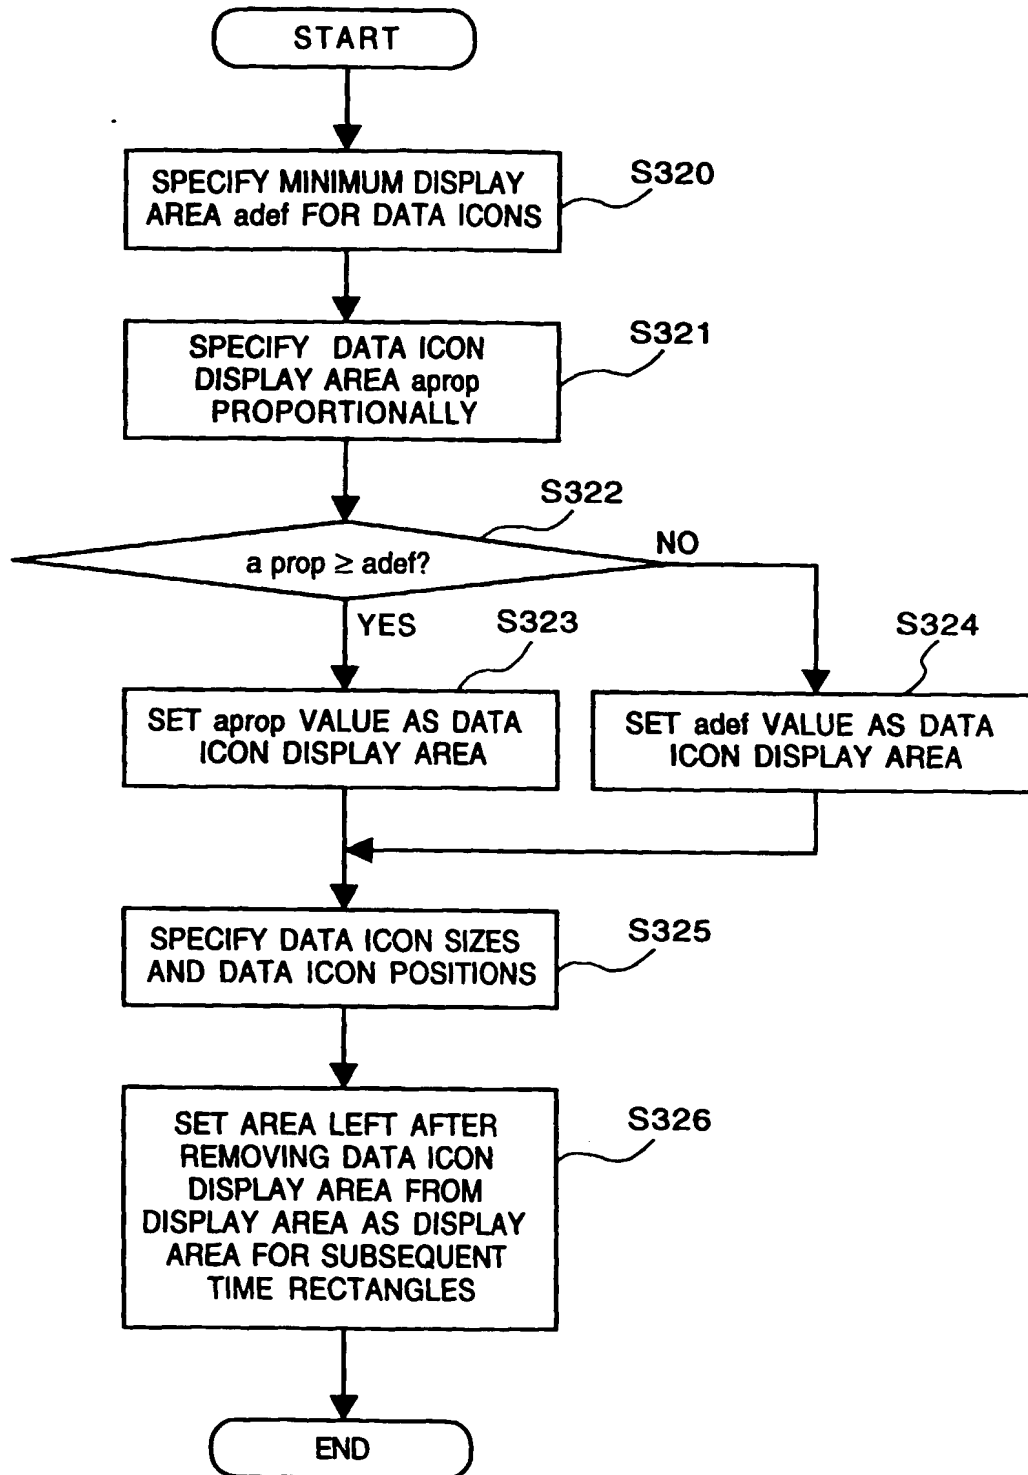 START
S320
SPECIFY MINIMUM DISPLAY
AREA adef FOR DATA ICONS
S321
SPECIFY DATA ICON
DISPLAY AREA aprop
PROPORTIONALLY
S322
a prop ≥ adef?
NO
YES
S323
S324
SET aprop VALUE AS DATA
ICON DISPLAY AREA
SET adef VALUE AS DATA
ICON DISPLAY AREA
S325
SPECIFY DATA ICON SIZES
AND DATA ICON POSITIONS
S326
SET AREA LEFT AFTER
REMOVING DATA ICON
DISPLAY AREA FROM
DISPLAY AREA AS DISPLAY
AREA FOR SUBSEQUENT
TIME RECTANGLES
END